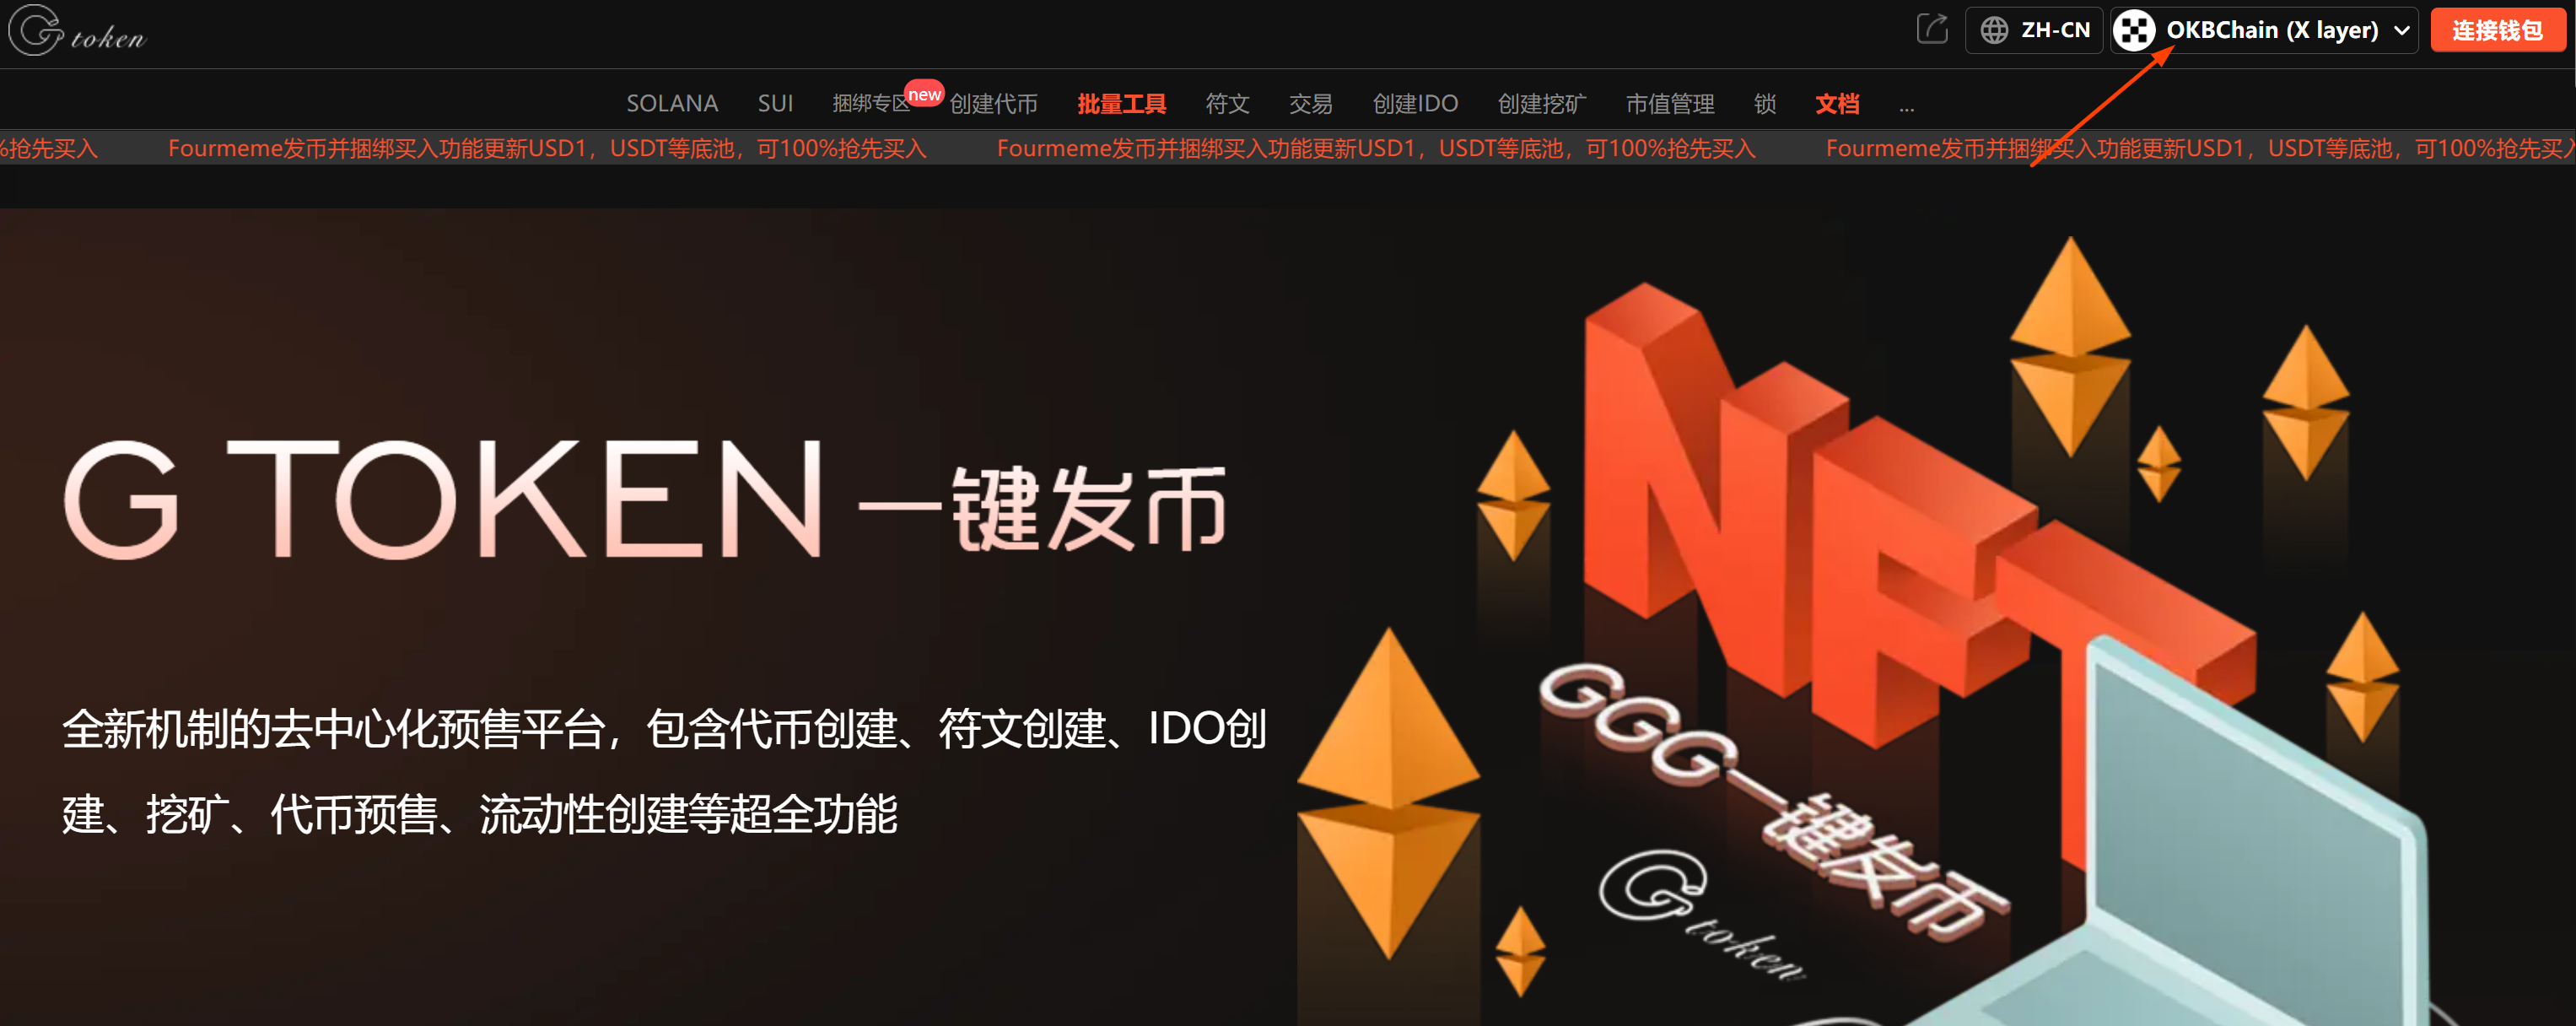 G token
ZH-CN
OKBChain (X layer)
连接钱包
SOLANA SUI 捆绑专区 new 创建代币 批量工具 符文 交易 创建IDO 创建挖矿 市值管理 锁 文档 ...
%抢先买入 Fourmeme发币并捆绑买入功能更新USD1，USDT等底池，可100%抢先买入 Fourmeme发币并捆绑买入功能更新USD1，USDT等底池，可100%抢先买入 Fourmeme发币并捆绑买入功能更新USD1，USDT等底池，可100%抢先买入
G TOKEN 一键发币
全新机制的去中心化预售平台，包含代币创建、符文创建、IDO创
建、挖矿、代币预售、流动性创建等超全功能
NFT
GGG一键发币
G token